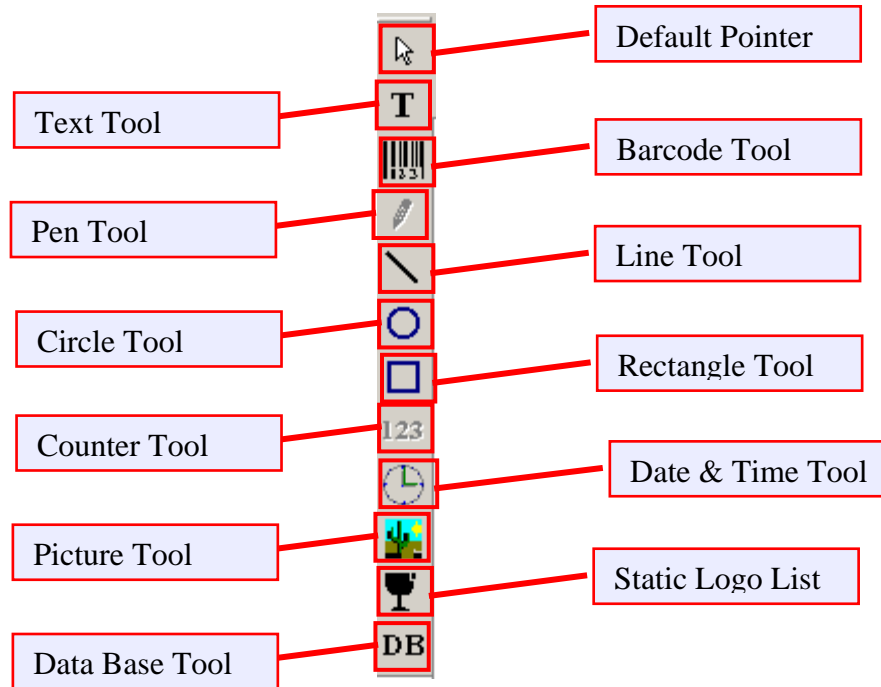 Default Pointer
T
Text Tool
Barcode Tool
Pen Tool
Line Tool
Circle Tool
Rectangle Tool
123
Counter Tool
Date & Time Tool
Picture Tool
Static Logo List
DB
Data Base Tool